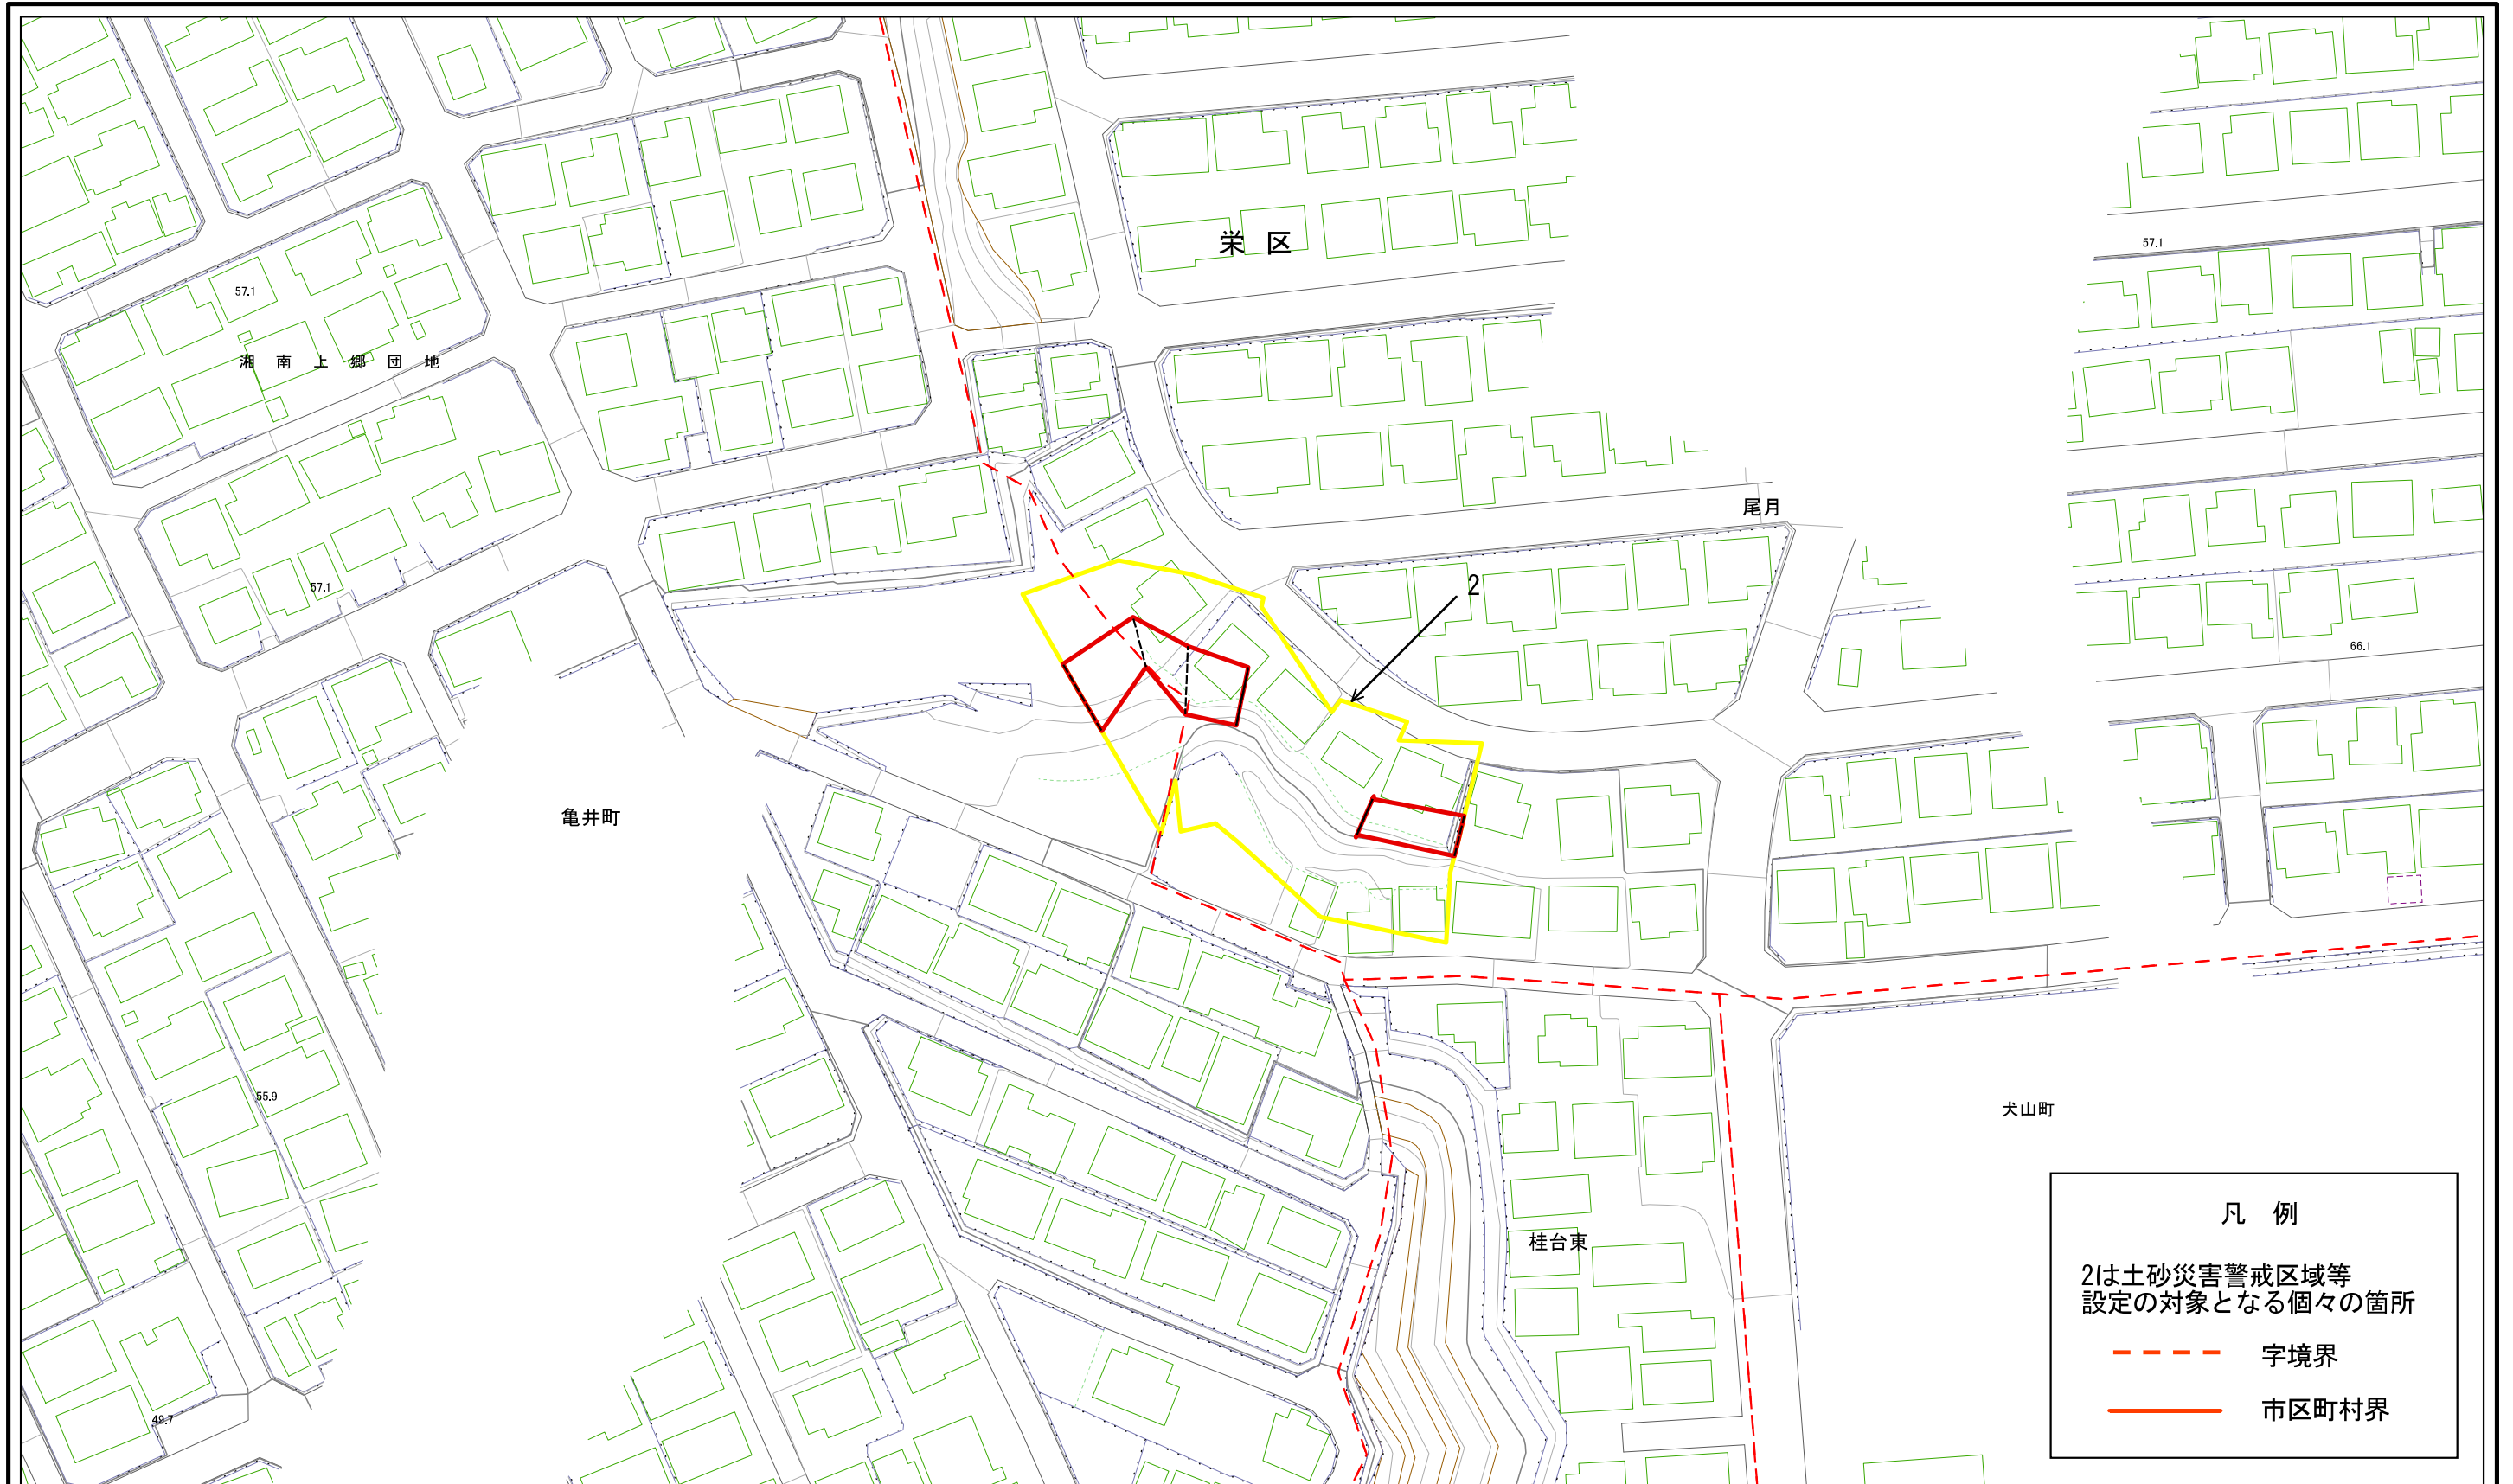 栄区
57.1
57.1
湘南上郷団地
尾月
2
57.1
66.1
亀井町
55.9
犬山町
桂台東
49.7
凡 例
2は土砂災害警戒区域等
設定の対象となる個々の箇所
字境界
市区町村界